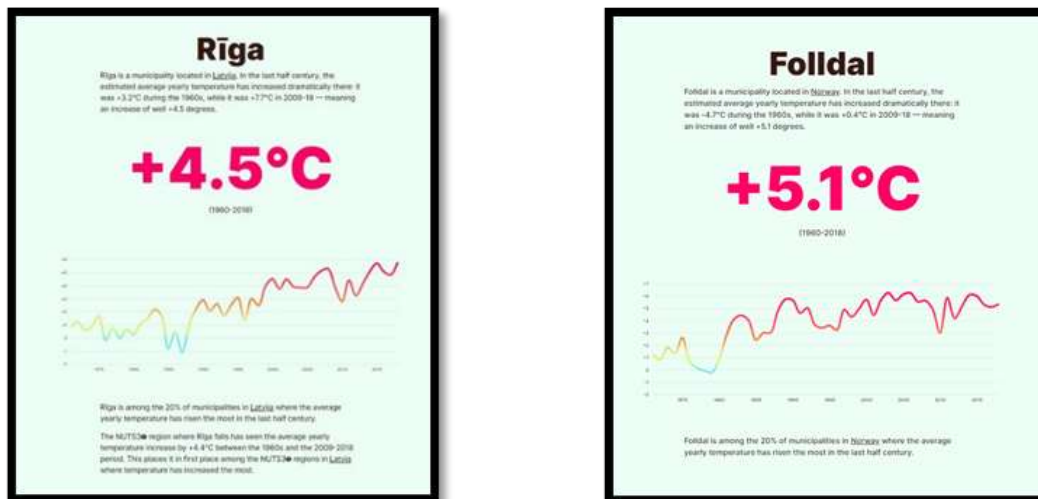 Rīga
Rīga is a municipality located in Latvija. In the last half century, the
estimated average yearly temperature has increased dramatically there: it
was +3.2°C during the 1960s, while it was +7.7°C in 2009-18 — meaning
an increase of well +4.5 degrees.
+4.5°C
(1960-2018)
Rīga is among the 20% of municipalities in Latvija where the average
yearly temperature has risen the most in the last half century.
The NUTS3 region where Rīga falls has seen the average yearly
temperature increase by +4.4°C between the 1960s and the 2009-2018
period. This places it in first place among the NUTS3 regions in Latvija
where temperature has increased the most.
Folldal
Folldal is a municipality located in Norway. In the last half century, the
estimated average yearly temperature has increased dramatically there: it
was -4.7°C during the 1960s, while it was +0.4°C in 2009-18 — meaning
an increase of well +5.1 degrees.
+5.1°C
(1960-2018)
Folldal is among the 20% of municipalities in Norway where the average
yearly temperature has risen the most in the last half century.